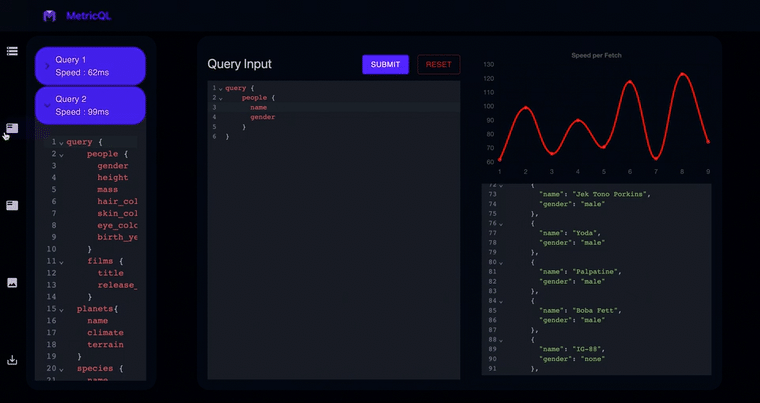 MetricQL
Query 1
Speed : 62ms
Query 2
Speed : 99ms
1 query {
2 people {
3 gender
4 height
5 mass
6 hair_col
7 skin_col
8 eye_colo
9 birth_ye
10 }
11 films {
12 title
13 release_
14 }
15 planets{
16 name
17 climate
18 terrain
19 }
20 species {
21 name
Query Input
SUBMIT
RESET
1 query {
2 people {
3 name
4 gender
5 }
6 }
Speed per Fetch
130
120
110
100
90
80
70
60
1 2 3 4 5 6 7 8 9
72 {
73 "name": "Jek Tono Porkins",
74 "gender": "male"
75 },
76 {
77 "name": "Yoda",
78 "gender": "male"
79 },
80 {
81 "name": "Palpatine",
82 "gender": "male"
83 },
84 {
85 "name": "Boba Fett",
86 "gender": "male"
87 },
88 {
89 "name": "IG-88",
90 "gender": "none"
91 },